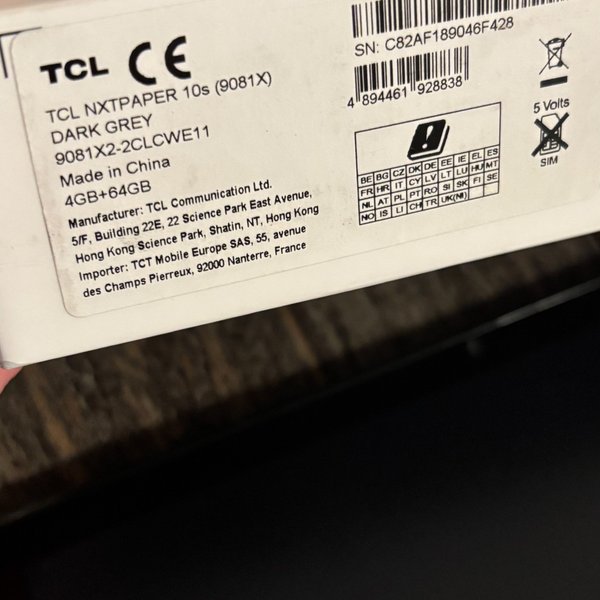 TCL CE
TCL NXTPAPER 10s (9081X)
DARK GREY
9081X2-2CLCWE11
Made in China
4GB+64GB
Manufacturer: TCL Communication Ltd.
5/F, Building 22E, 22 Science Park East Avenue,
Hong Kong Science Park, Shatin, NT, Hong Kong
Importer: TCT Mobile Europe SAS, 55, avenue
des Champs Pierreux, 92000 Nanterre, France
SN: C82AF189046F428
4 894461 928838
BE BG CZ DK DE EE IE EL ES
FR HR IT CY LV LT LU HU MT
NL AT PL PT RO SI SK FI SE
NO IS LI CH TR UK(NI)
5 Volts
SIM